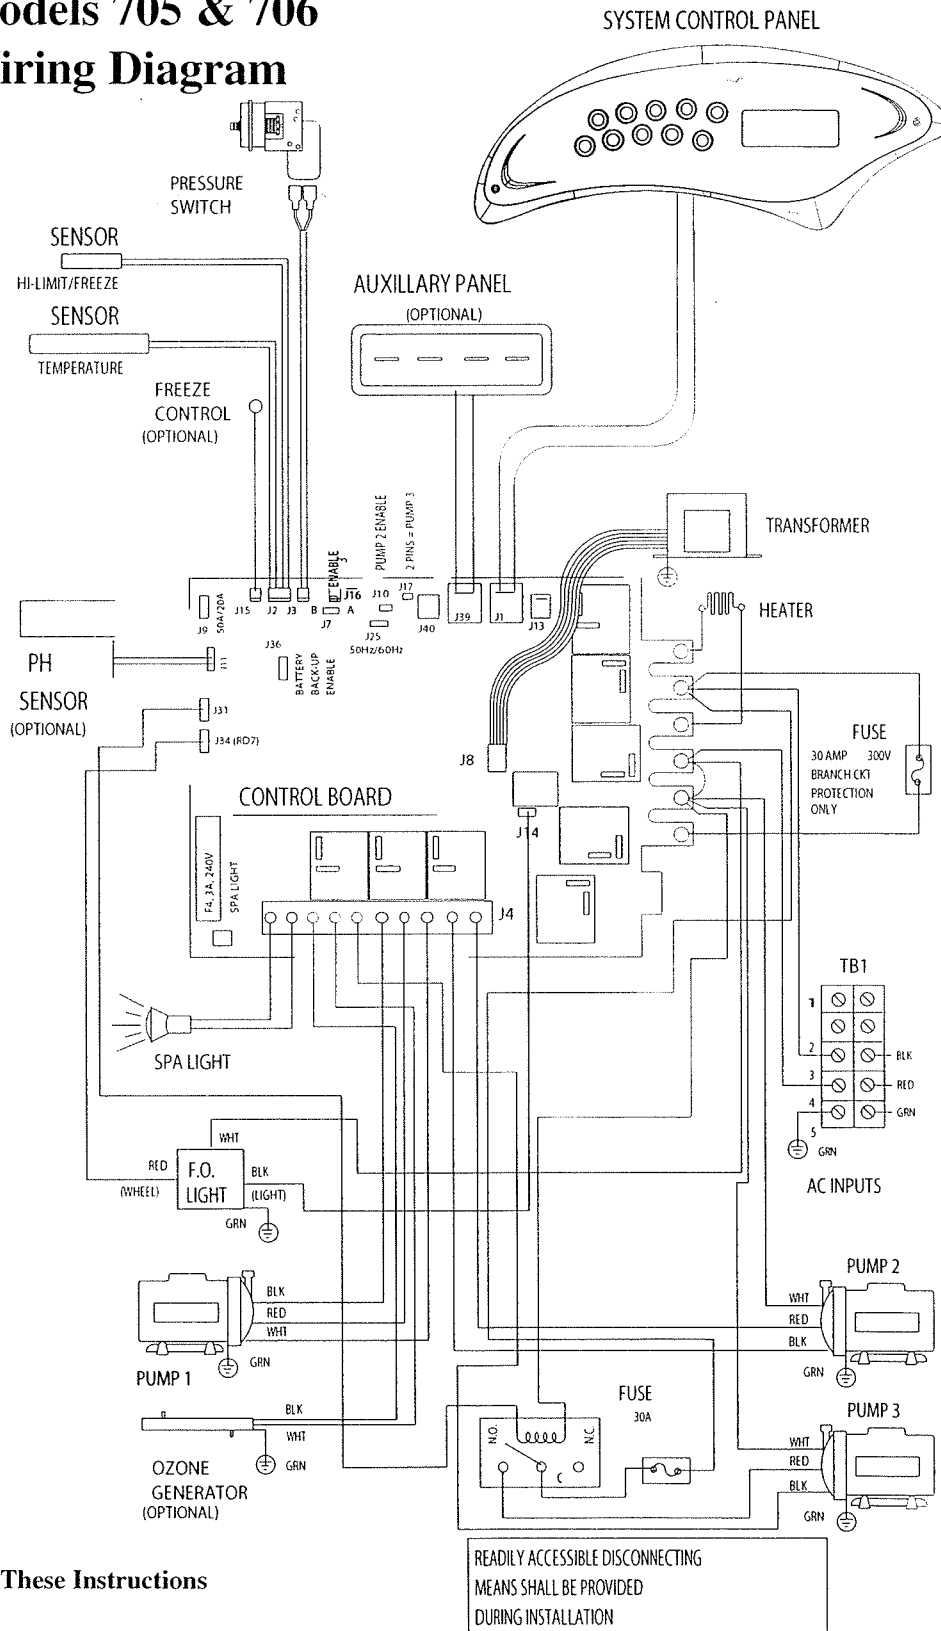 odels 705 & 706
iring Diagram
SYSTEM CONTROL PANEL
PRESSURE
SWITCH
SENSOR
HI-LIMIT/FREEZE
SENSOR
TEMPERATURE
AUXILLARY PANEL
(OPTIONAL)
FREEZE
CONTROL
(OPTIONAL)
TRANSFORMER
HEATER
PUMP 2 ENABLE
2 PINS = PUMP 3
ENABLE
3
J9
50A/20A
J15
J2
J3
B
J7
J16
A
J10
J17
J25
50Hz/60Hz
J40
J39
J1
J13
J36
BATTERY
BACK-UP
ENABLE
J11
PH
SENSOR
(OPTIONAL)
J31
J34 (RD7)
J8
J14
FUSE
30 AMP 300V
BRANCH CKT
PROTECTION
ONLY
CONTROL BOARD
F4, 3A, 240V
SPA LIGHT
J4
SPA LIGHT
TB1
1
2
3
4
5
BLK
RED
GRN
GRN
AC INPUTS
WHT
RED
(WHEEL)
F.O.
LIGHT
BLK
(LIGHT)
GRN
BLK
RED
WHT
GRN
PUMP 1
PUMP 2
WHT
RED
BLK
GRN
BLK
WHT
GRN
OZONE
GENERATOR
(OPTIONAL)
FUSE
30A
N.O.
N.C.
C
PUMP 3
WHT
RED
BLK
GRN
READILY ACCESSIBLE DISCONNECTING
MEANS SHALL BE PROVIDED
DURING INSTALLATION
These Instructions